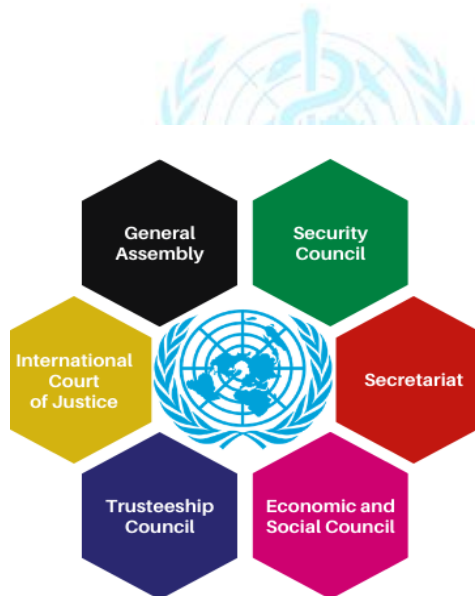 General
Assembly
Security
Council
International
Court
of Justice
Secretariat
Trusteeship
Council
Economic and
Social Council